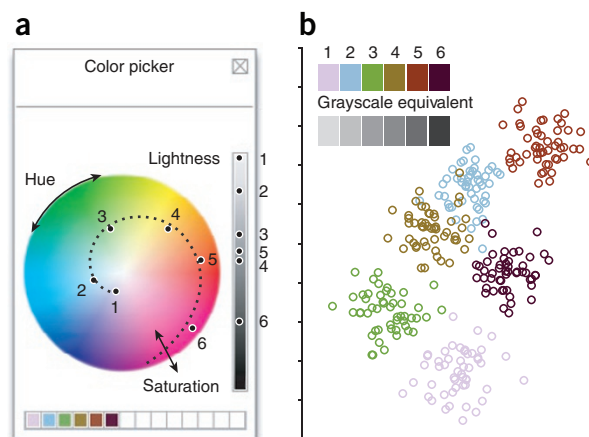 a
Color picker
Lightness
Hue
1
2
3
5
4
6
3
4
2
1
5
6
Saturation
b
1 2 3 4 5 6
Grayscale equivalent